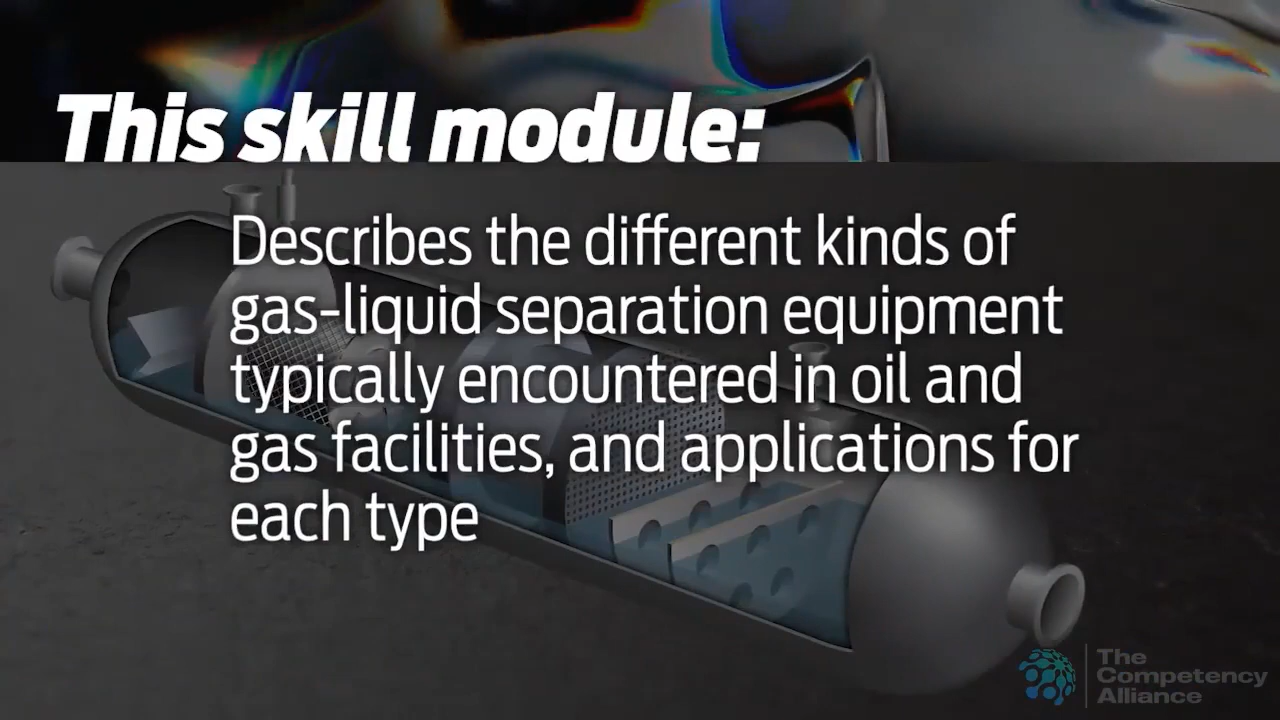 This skill module:
Describes the different kinds of
gas-liquid separation equipment
typically encountered in oil and
gas facilities, and applications for
each type
The
Competency
Alliance